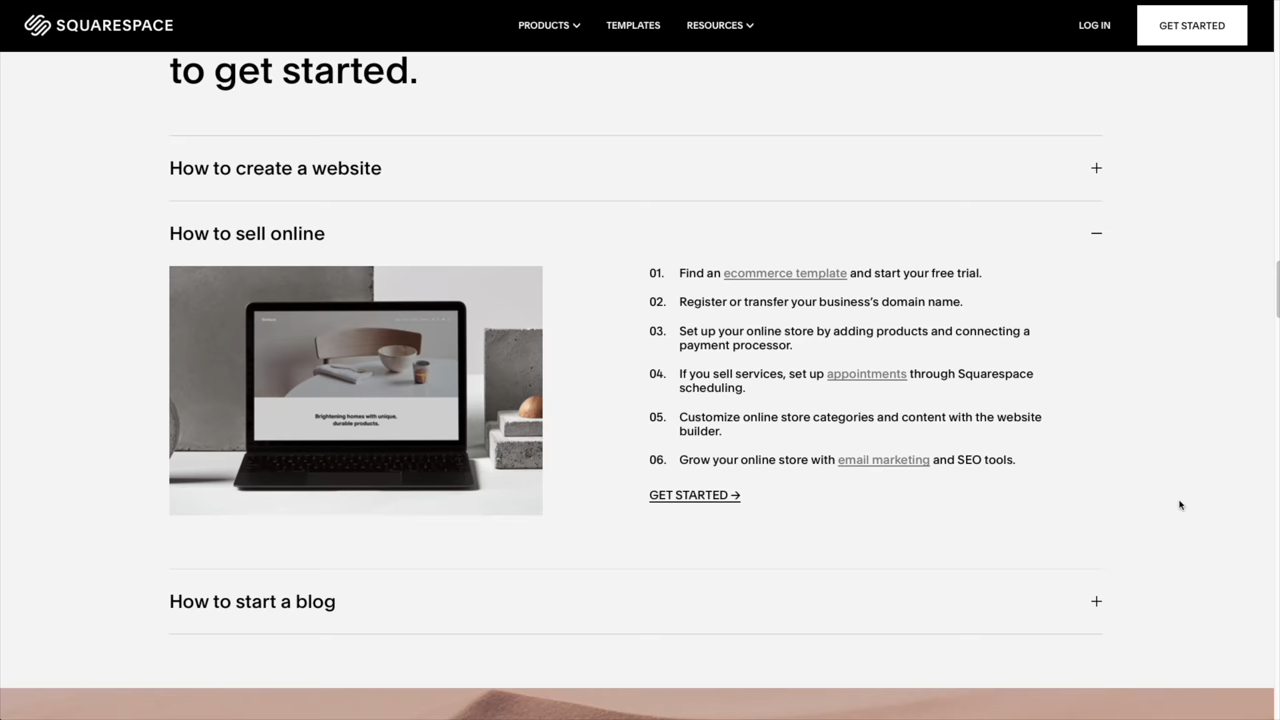 SQUARESPACE
PRODUCTS TEMPLATES RESOURCES
LOG IN
GET STARTED
to get started.
How to create a website
How to sell online
01. Find an ecommerce template and start your free trial.
02. Register or transfer your business's domain name.
03. Set up your online store by adding products and connecting a
payment processor.
04. If you sell services, set up appointments through Squarespace
scheduling.
05. Customize online store categories and content with the website
builder.
06. Grow your online store with email marketing and SEO tools.
GET STARTED →
Brightening homes with unique,
durable products.
How to start a blog